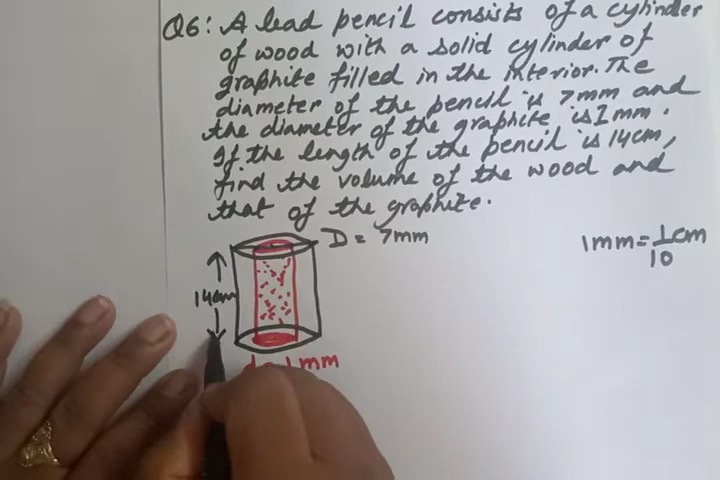 Q6: A lead pencil consists of a cylinder
of wood with a solid cylinder of
graphite filled in the interior. The
diameter of the pencil is 7mm and
the diameter of the graphite is 1mm.
If the length of the pencil is 14cm,
find the volume of the wood and
that of the graphite.
D = 7mm
1mm = 1/10 cm
14cm
d = 1mm